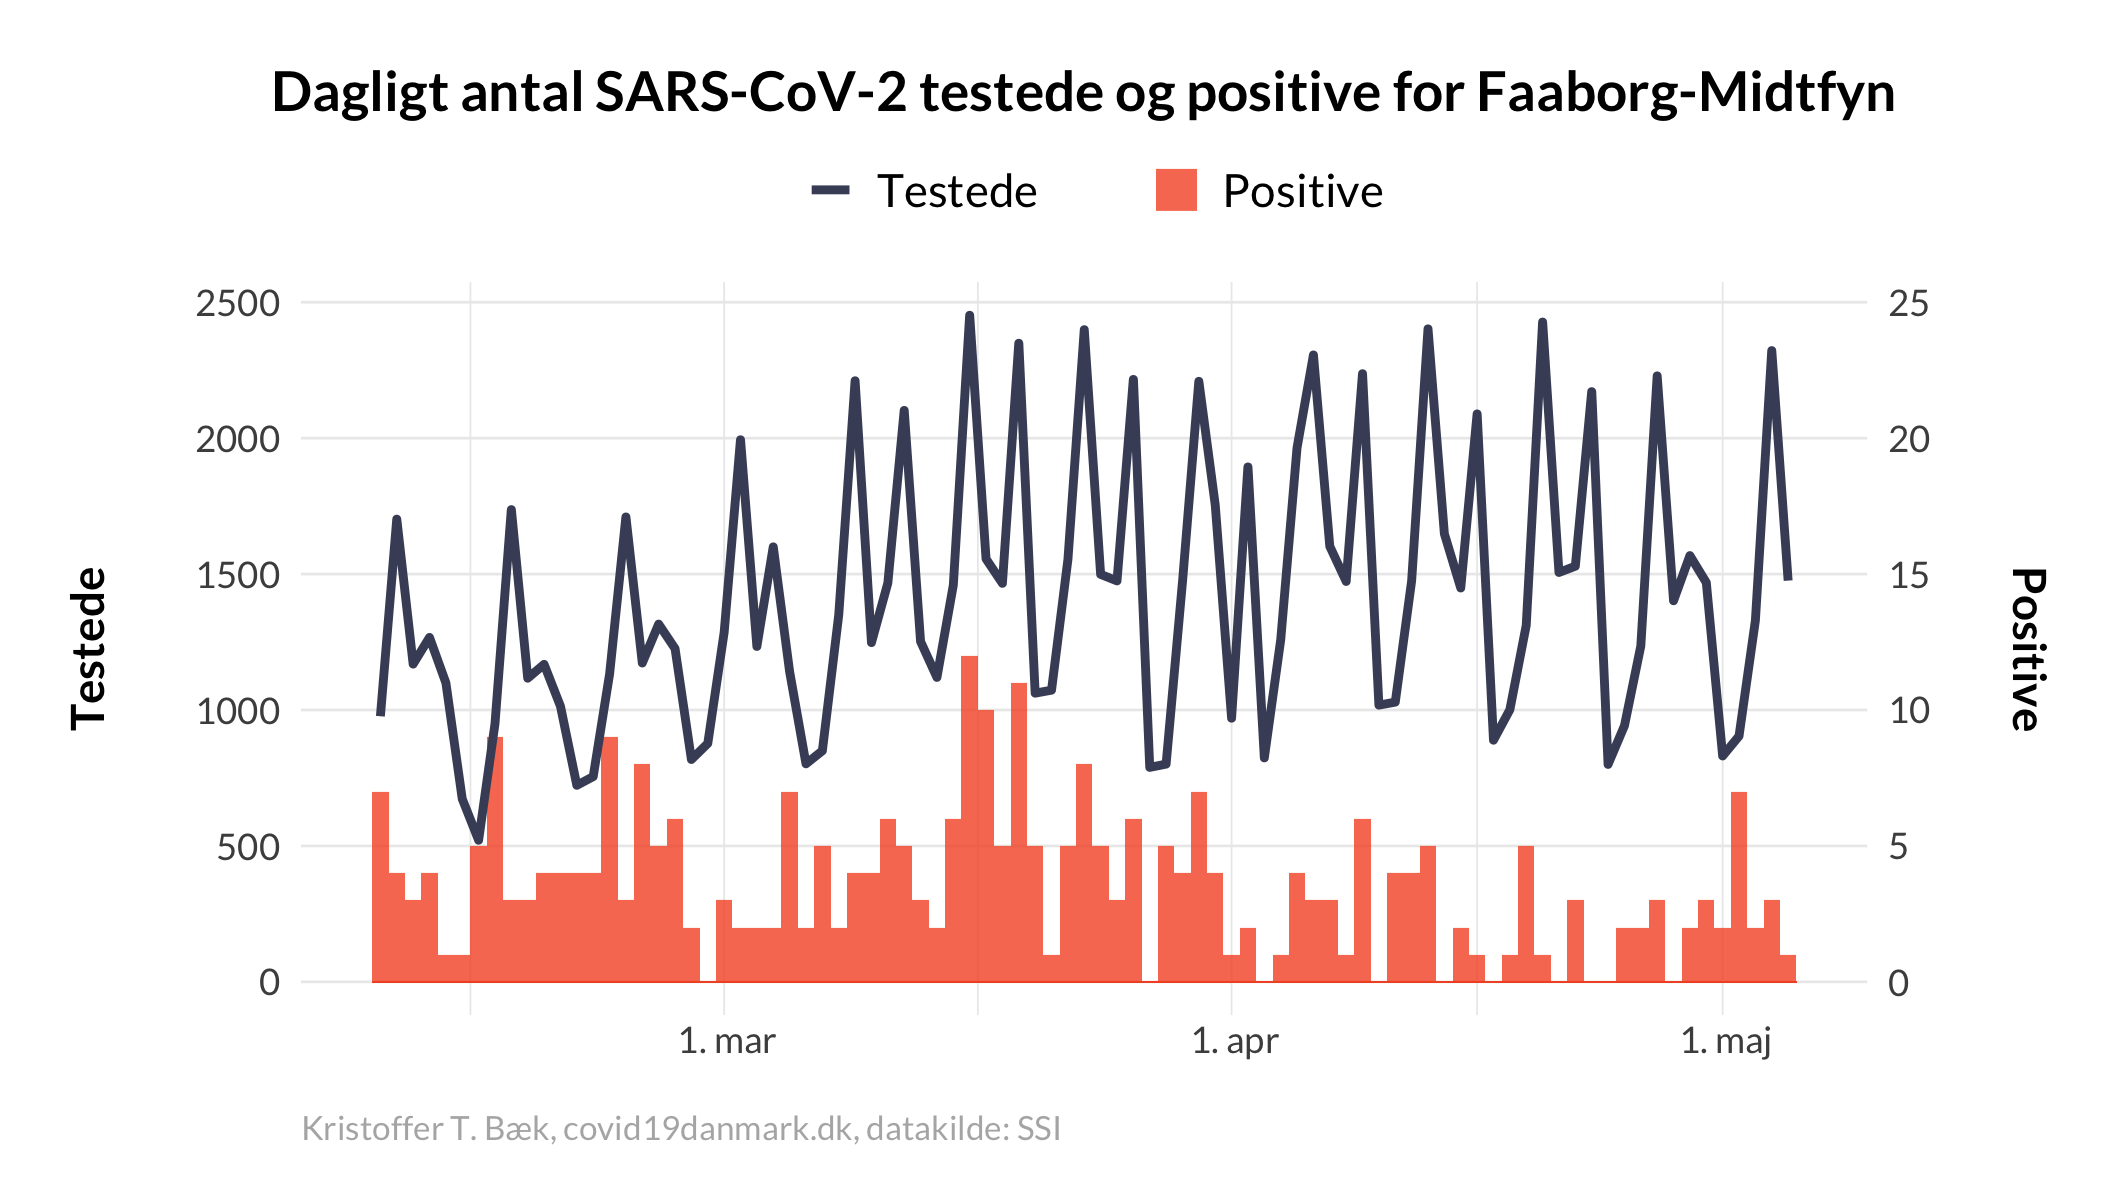 Dagligt antal SARS-CoV-2 testede og positive for Faaborg-Midtfyn
Testede
Positive
2500
2000
1500
1000
500
0
Testede
25
20
15
10
5
0
Positive
1. mar
1. apr
1. maj
Kristoffer T. Bæk, covid19danmark.dk, datakilde: SSI